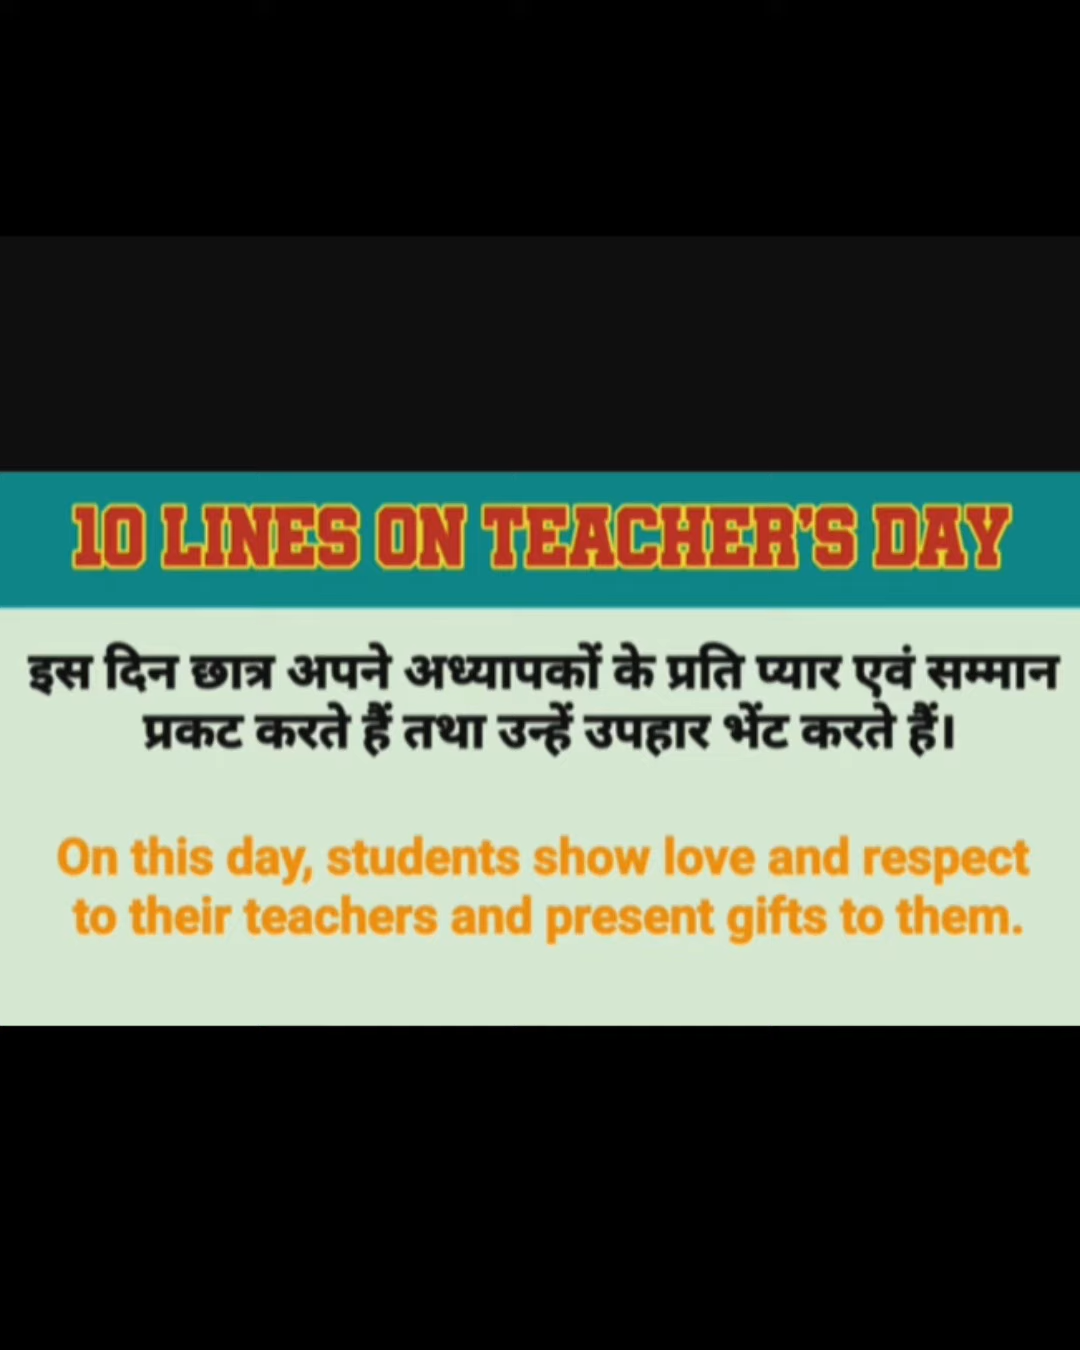 10 LINES ON TEACHER'S DAY
इस दिन छात्र अपने अध्यापकों के प्रति प्यार एवं सम्मान
प्रकट करते हैं तथा उन्हें उपहार भेंट करते हैं।
On this day, students show love and respect
to their teachers and present gifts to them.